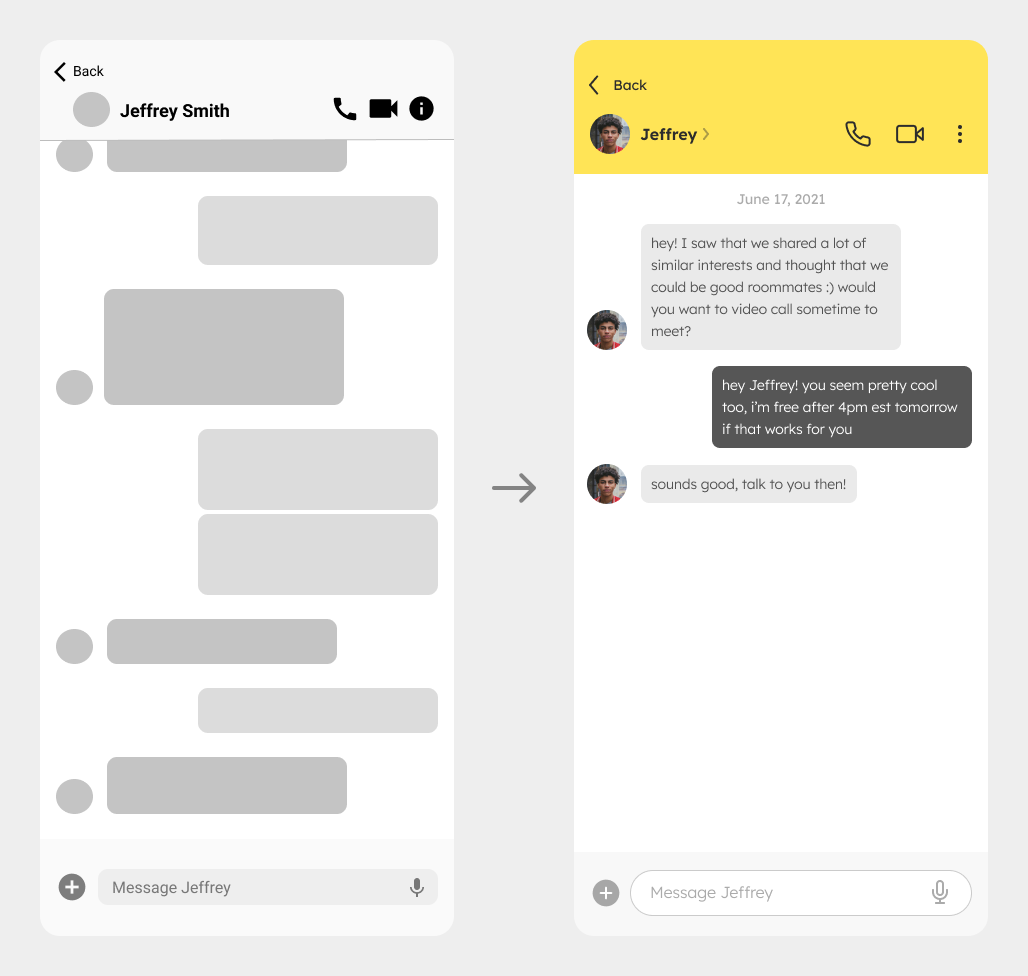 Back
Jeffrey Smith
Message Jeffrey
Back
Jeffrey
June 17, 2021
hey! I saw that we shared a lot of
similar interests and thought that we
could be good roommates :) would
you want to video call sometime to
meet?
hey Jeffrey! you seem pretty cool
too, i’m free after 4pm est tomorrow
if that works for you
sounds good, talk to you then!
Message Jeffrey